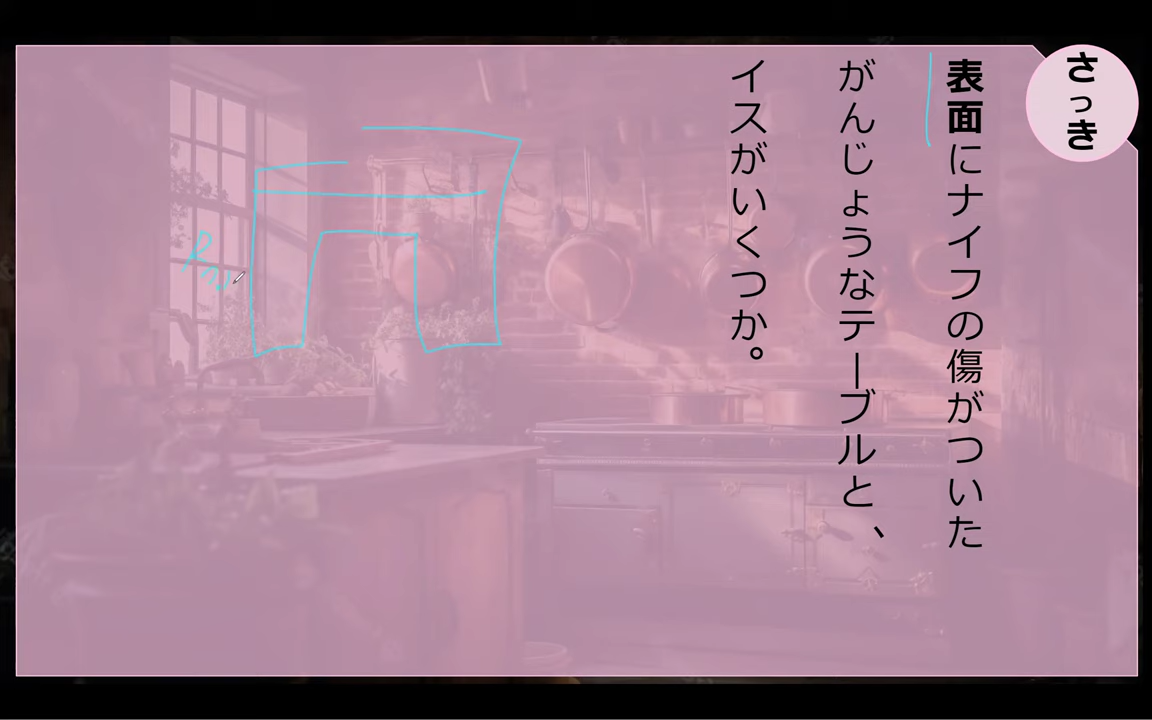 さっき
表面にナイフの傷がついた
がんじょうなテーブルと、
イスがいくつか。